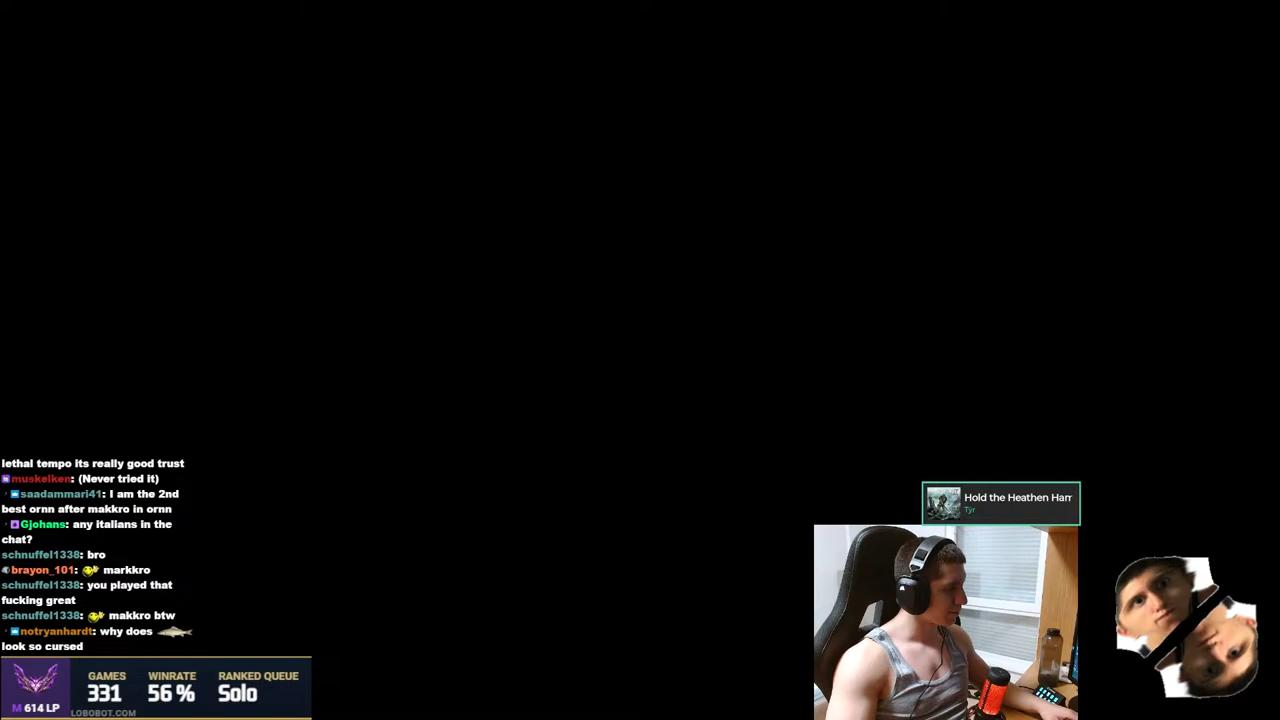 lethal tempo its really good trust
muskelken: (Never tried it)
saadammari41: I am the 2nd
best ornn after makkro in ornn
Gjohans: any italians in the
chat?
schnuffel1338: bro
brayon_101: markkro
schnuffel1338: you played that
fucking great
schnuffel1338: makkro btw
notryanhardt: why does
look so cursed
GAMES WINRATE RANKED QUEUE
331 56 % Solo
M 614 LP
LOBOBOT.COM
Hold the Heathen Ham
Týr